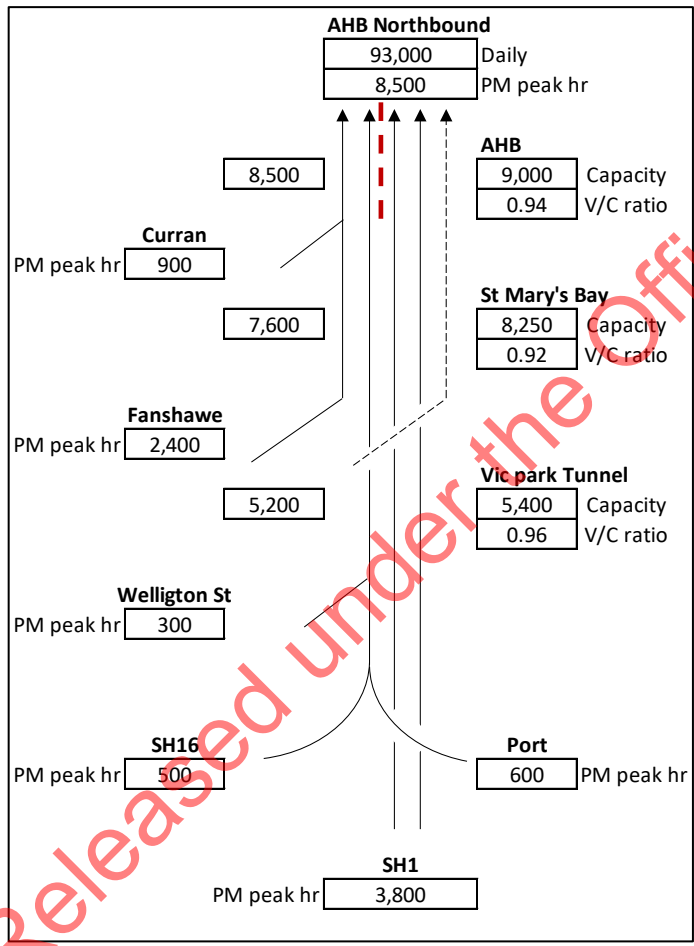 AHB Northbound
93,000 Daily
8,500 PM peak hr
AHB
8,500 9,000 Capacity
0.94 V/C ratio
Curran
PM peak hr 900
St Mary's Bay
7,600 8,250 Capacity
0.92 V/C ratio
Fanshawe
PM peak hr 2,400
Vic park Tunnel
5,200 5,400 Capacity
0.96 V/C ratio
Welligton St
PM peak hr 300
SH16 Port
PM peak hr 500 600 PM peak hr
SH1
PM peak hr 3,800
Released under the Offi